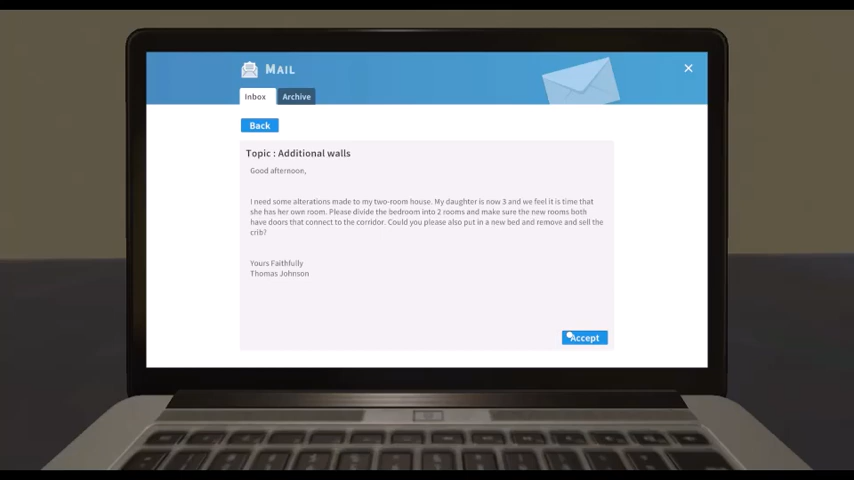 MAIL
Inbox
Archive
Back
Topic : Additional walls
Good afternoon,
I need some alterations made to my two-room house. My daughter is now 3 and we feel it is time that
she has her own room. Please divide the bedroom into 2 rooms and make sure the new rooms both
have doors that connect to the corridor. Could you please also put in a new bed and remove and sell the
crib?
Yours Faithfully
Thomas Johnson
Accept